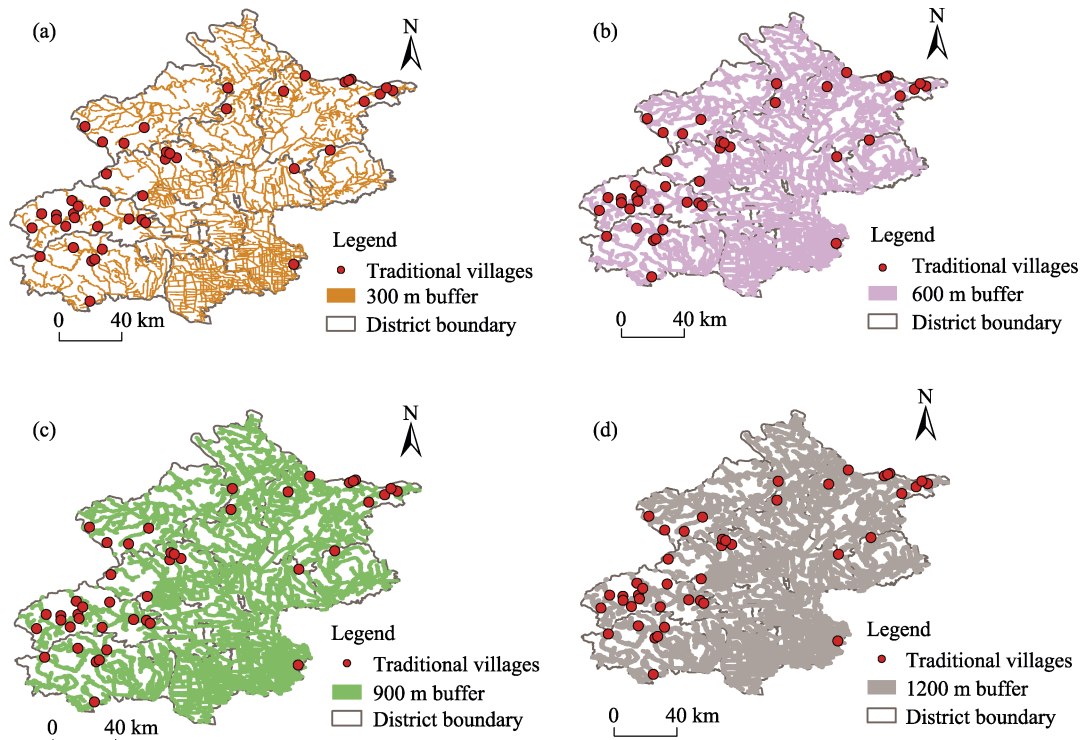 (a)
N
Legend
Traditional villages
300 m buffer
District boundary
0 40 km
(b)
N
Legend
Traditional villages
600 m buffer
District boundary
0 40 km
(c)
N
Legend
Traditional villages
900 m buffer
District boundary
0 40 km
(d)
N
Legend
Traditional villages
1200 m buffer
District boundary
0 40 km